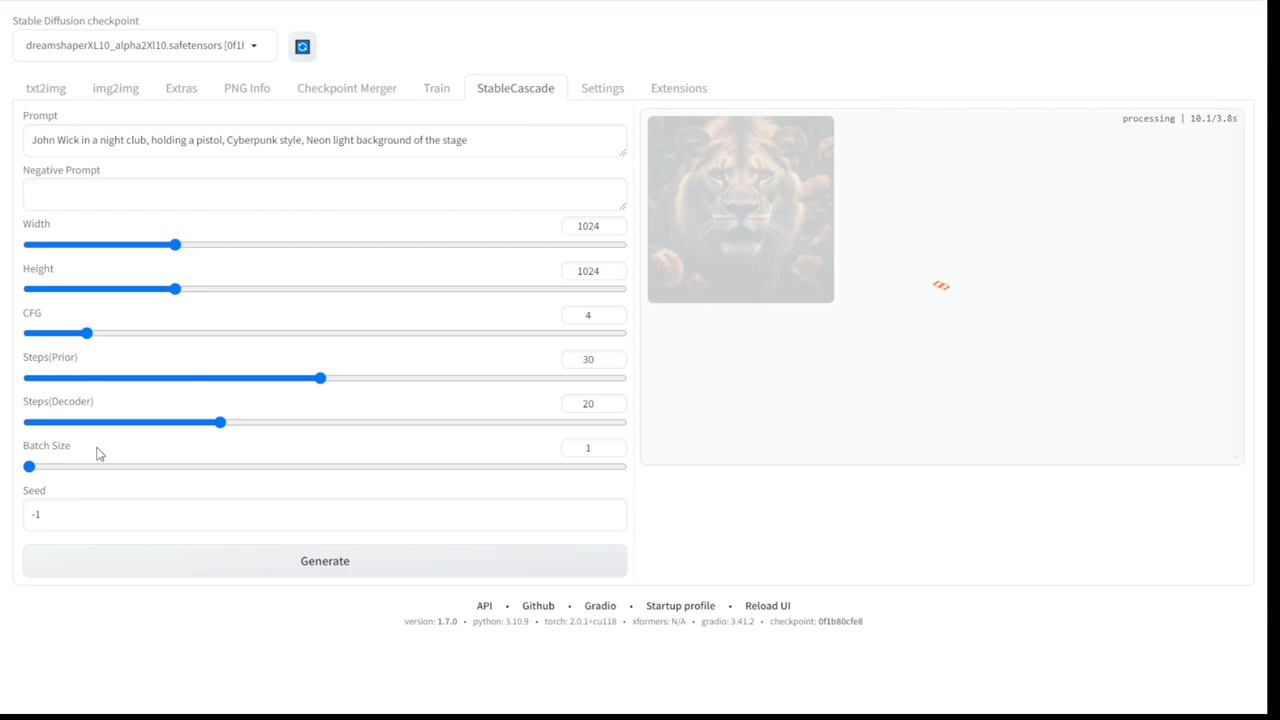 Stable Diffusion checkpoint
dreamshaperXL10_alpha2Xl10.safetensors [0f1l
txt2img img2img Extras PNG Info Checkpoint Merger Train StableCascade Settings Extensions
Prompt
John Wick in a night club, holding a pistol, Cyberpunk style, Neon light background of the stage
Negative Prompt
Width
1024
Height
1024
CFG
4
Steps(Prior)
30
Steps(Decoder)
20
Batch Size
1
Seed
-1
Generate
processing | 10.1/3.8s
API • Github • Gradio • Startup profile • Reload UI
version: 1.7.0 • python: 3.10.9 • torch: 2.0.1+cu118 • xformers: N/A • gradio: 3.41.2 • checkpoint: 0f1b80cfe8